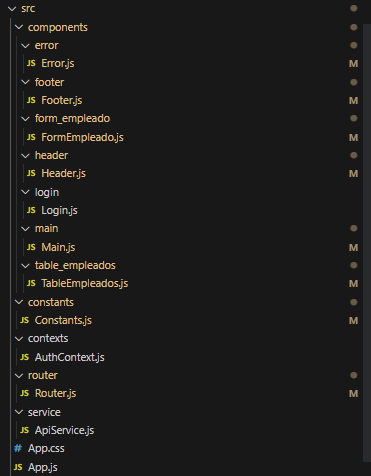 src
components
error
JS Error.js M
footer
JS Footer.js M
form_empleado
JS FormEmpleado.js M
header
JS Header.js M
login
JS Login.js
main
JS Main.js M
table_empleados
JS TableEmpleados.js M
constants
JS Constants.js M
contexts
JS AuthContext.js
router
JS Router.js M
service
JS ApiService.js
# App.css
JS App.js